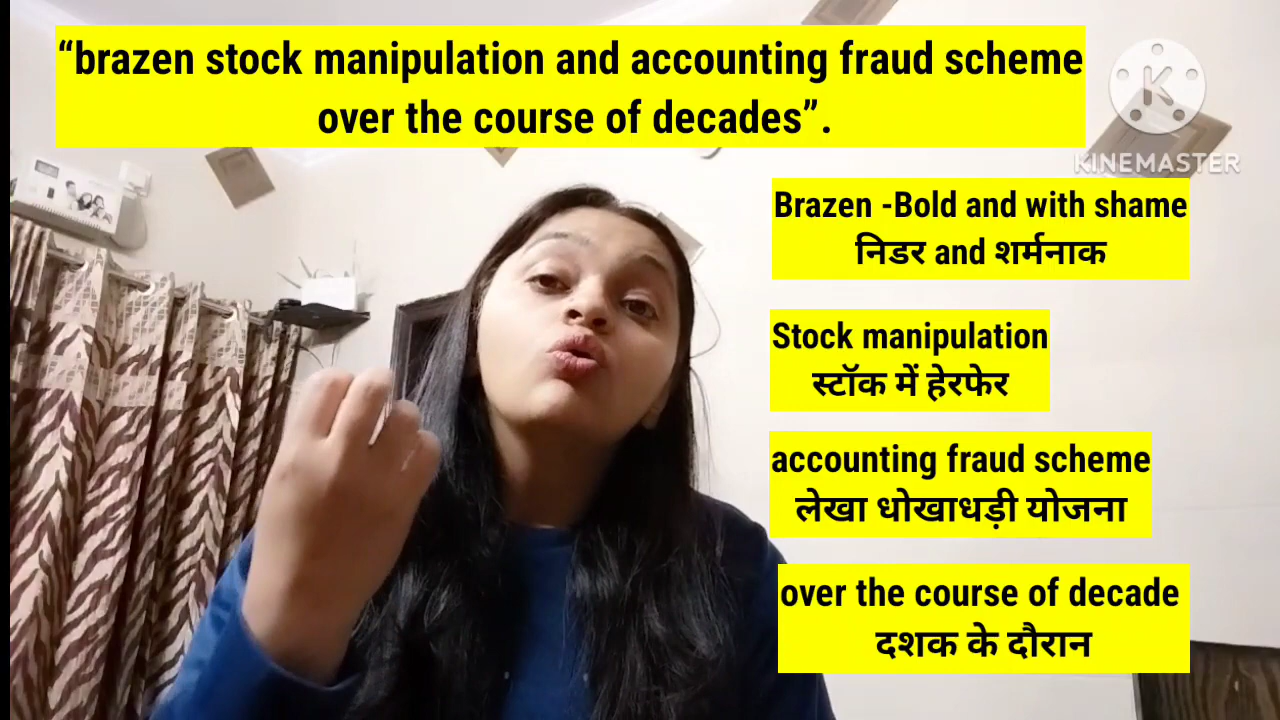 “brazen stock manipulation and accounting fraud scheme
over the course of decades”.
K
KINEMASTER
Brazen -Bold and with shame
निडर and शर्मनाक
Stock manipulation
स्टॉक में हेरफेर
accounting fraud scheme
लेखा धोखाधड़ी योजना
over the course of decade
दशक के दौरान